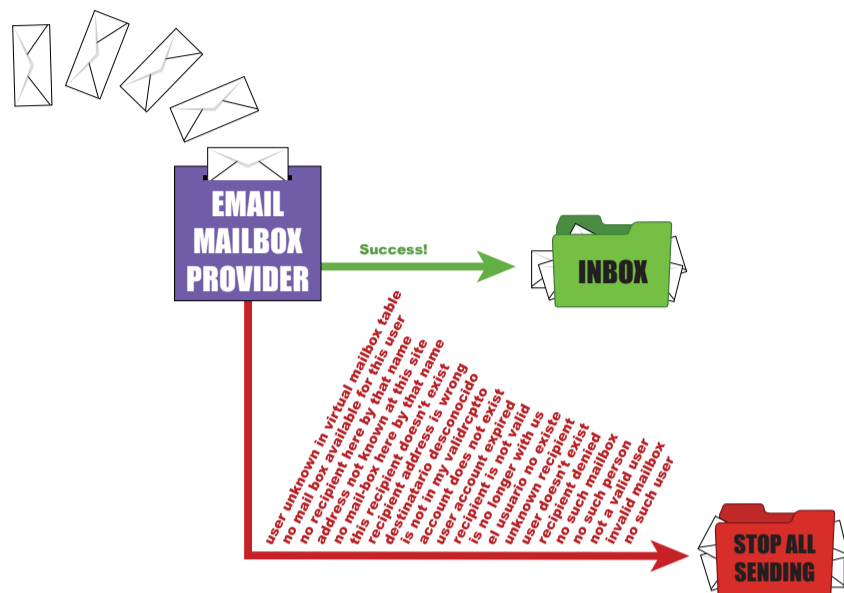 EMAIL
MAILBOX
PROVIDER
Success!
INBOX
user unknown in virtual mailbox table
no mail box available for this user
no recipient here by that name
address not known at this site
no mail-box here by that name
this recipient doesn't exist
recipient address is wrong
destinatario desconocido
is not in my validrcptto
account does not exist
user account expired
recipient is not valid
is no longer with us
el usuario no existe
unknown recipient
user doesn't exist
recipient denied
no such mailbox
no such person
not a valid user
invalid mailbox
no such user
STOP ALL
SENDING